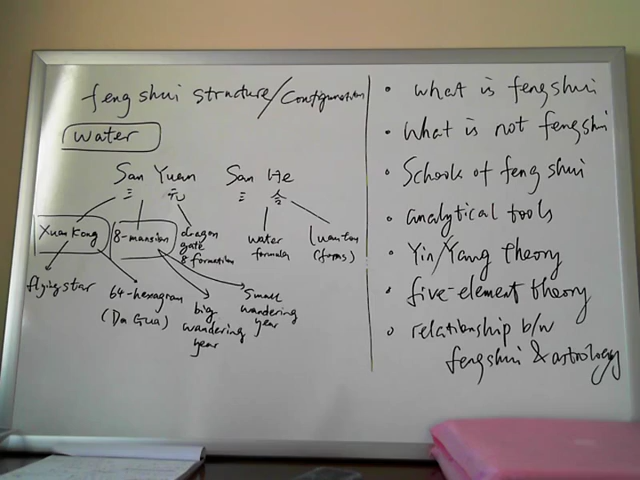 feng shui structure/configuration
water
San Yuan
三 元
San He
三 合
Xuan Kong
8-mansion
dragon
gate
8 formation
water
formulas
luantou
(forms)
flying star
64-hexagram
(Da Gua)
big
wandering
year
small
wandering
year
• what is fengshui
• what is not fengshui
• Schools of feng shui
• analytical tools
• Yin/Yang Theory
• five-element theory
• relationship b/w
fengshui & astrology